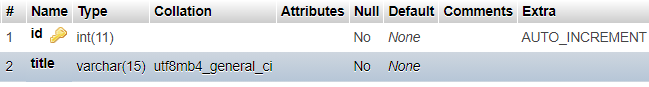 # Name Type Collation Attributes Null Default Comments Extra
1 id int(11) No None AUTO_INCREMENT
2 title varchar(15) utf8mb4_general_ci No None